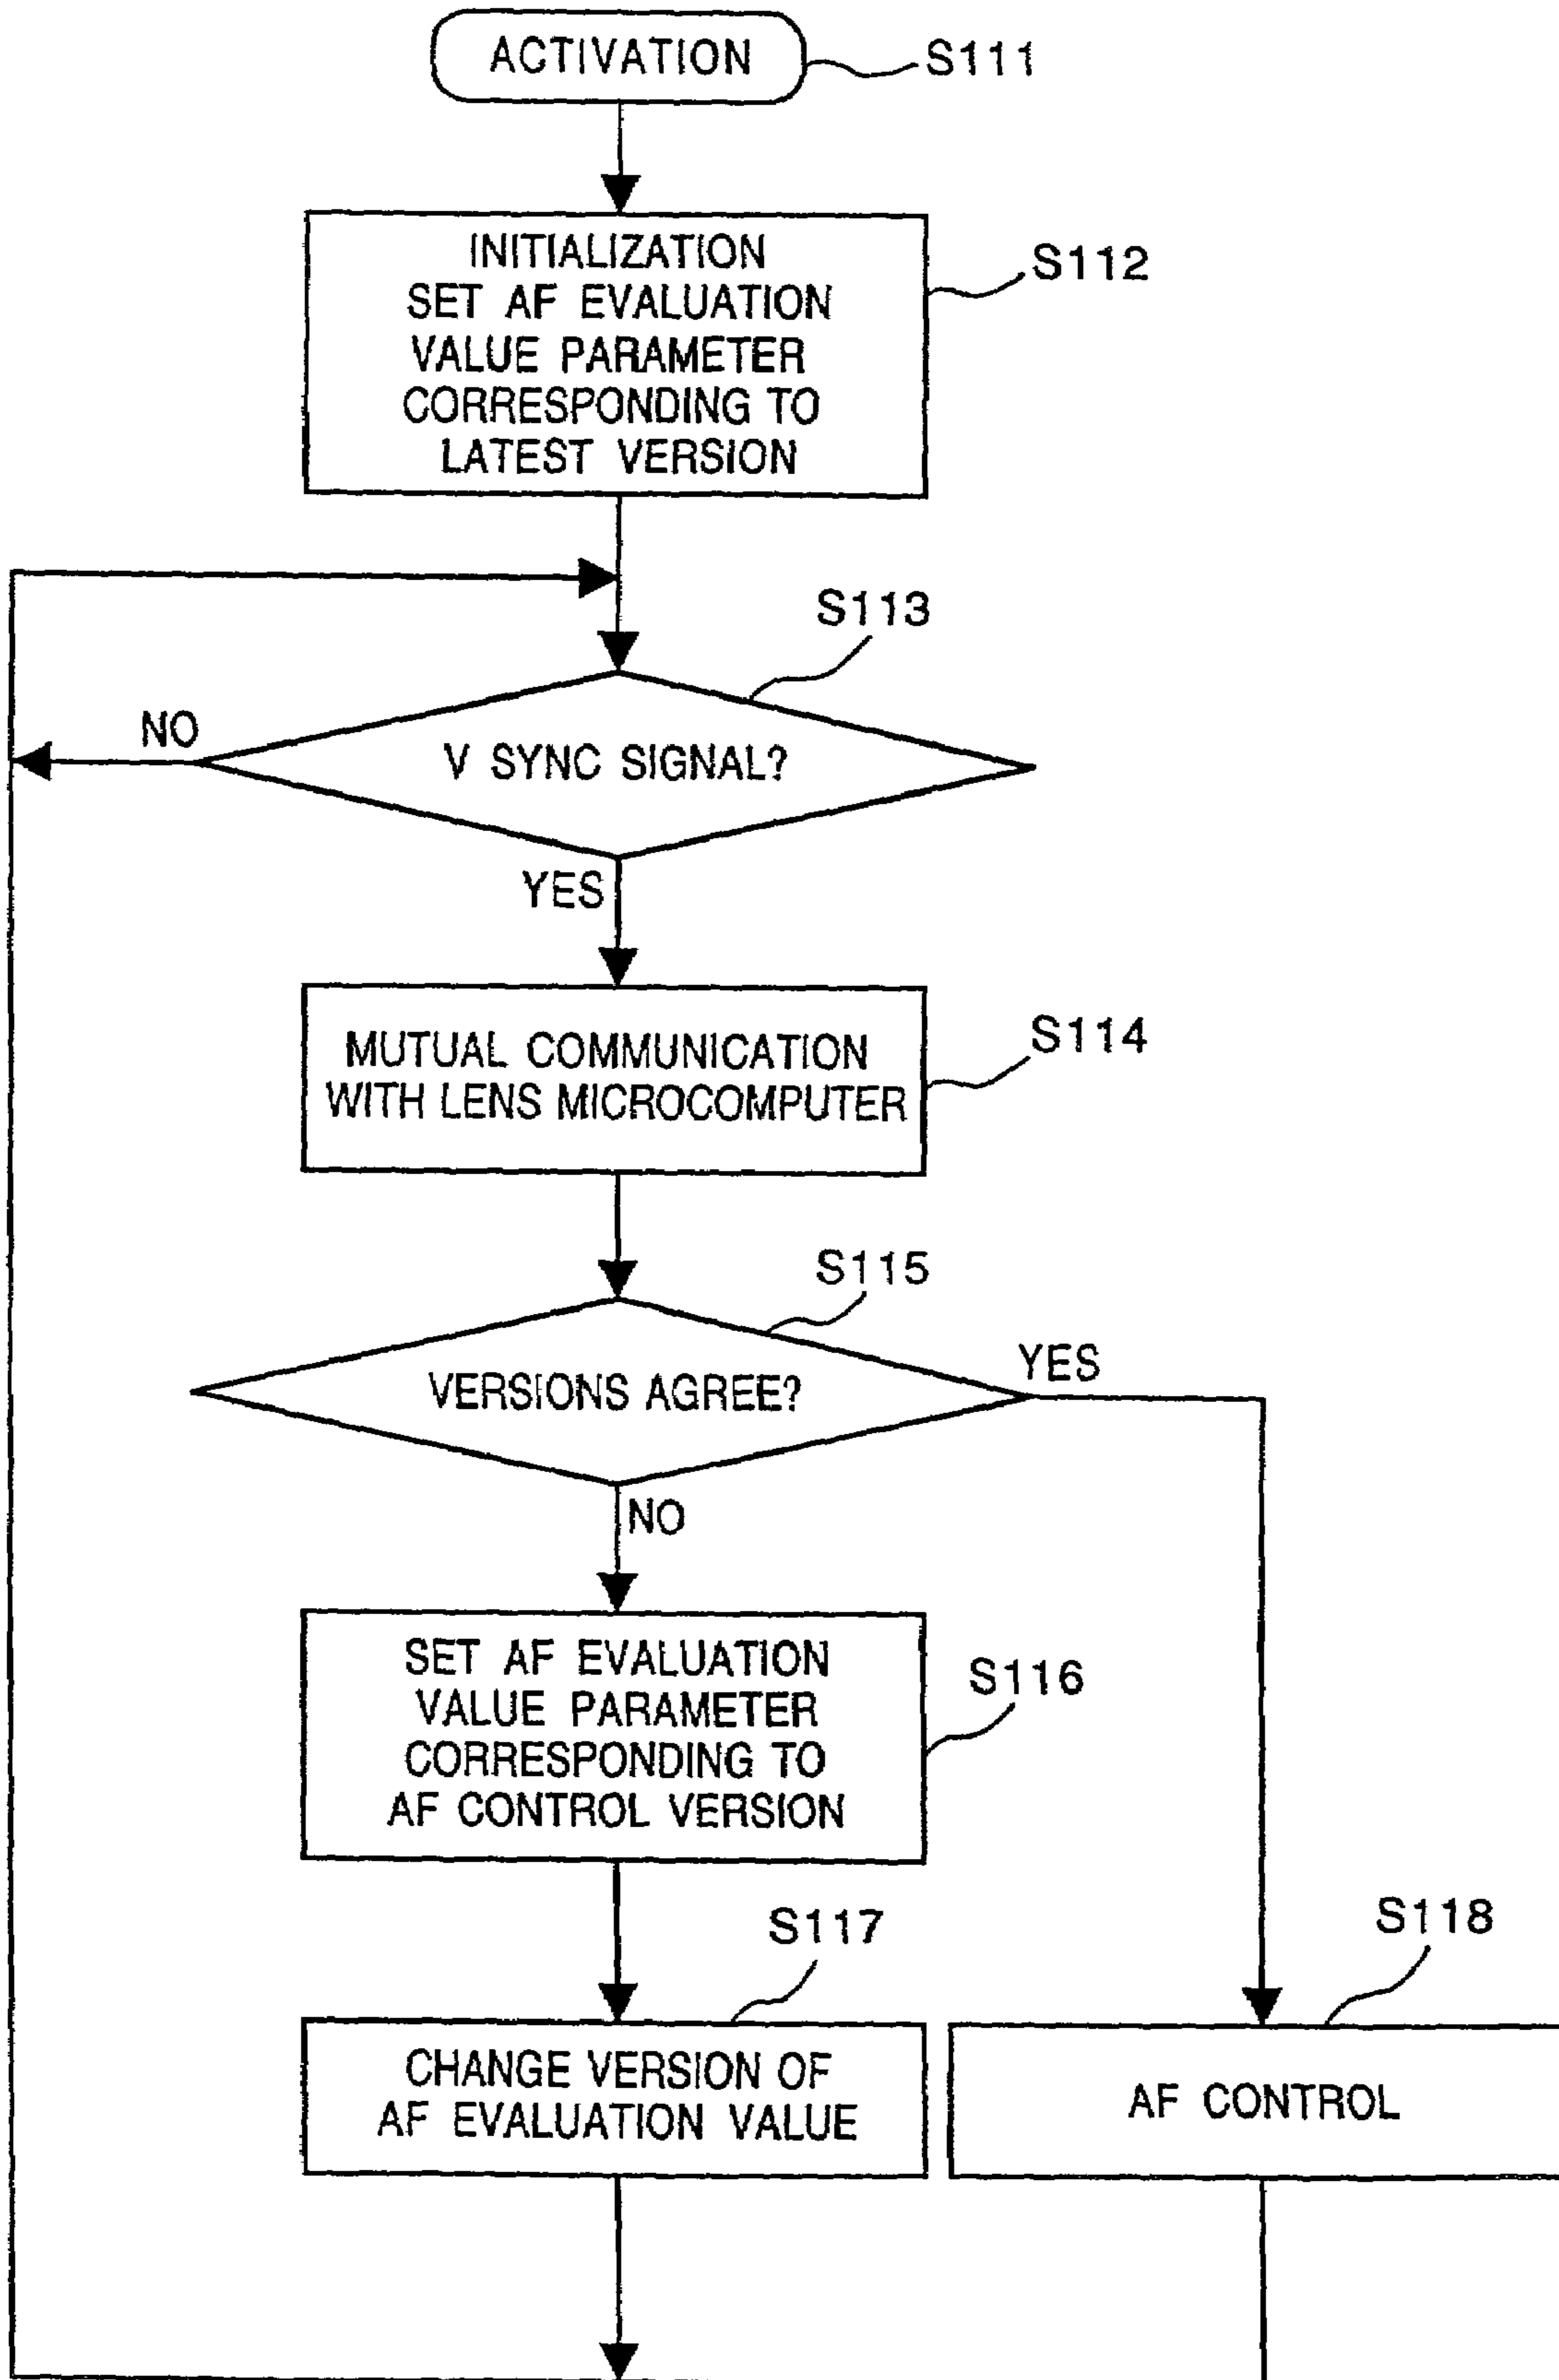 ACTIVATION
S111
INITIALIZATION
SET AF EVALUATION
VALUE PARAMETER
CORRESPONDING TO
LATEST VERSION
S112
S113
NO
V SYNC SIGNAL?
YES
MUTUAL COMMUNICATION
WITH LENS MICROCOMPUTER
S114
S115
VERSIONS AGREE?
YES
NO
SET AF EVALUATION
VALUE PARAMETER
CORRESPONDING TO
AF CONTROL VERSION
S116
S117
CHANGE VERSION OF
AF EVALUATION VALUE
S118
AF CONTROL